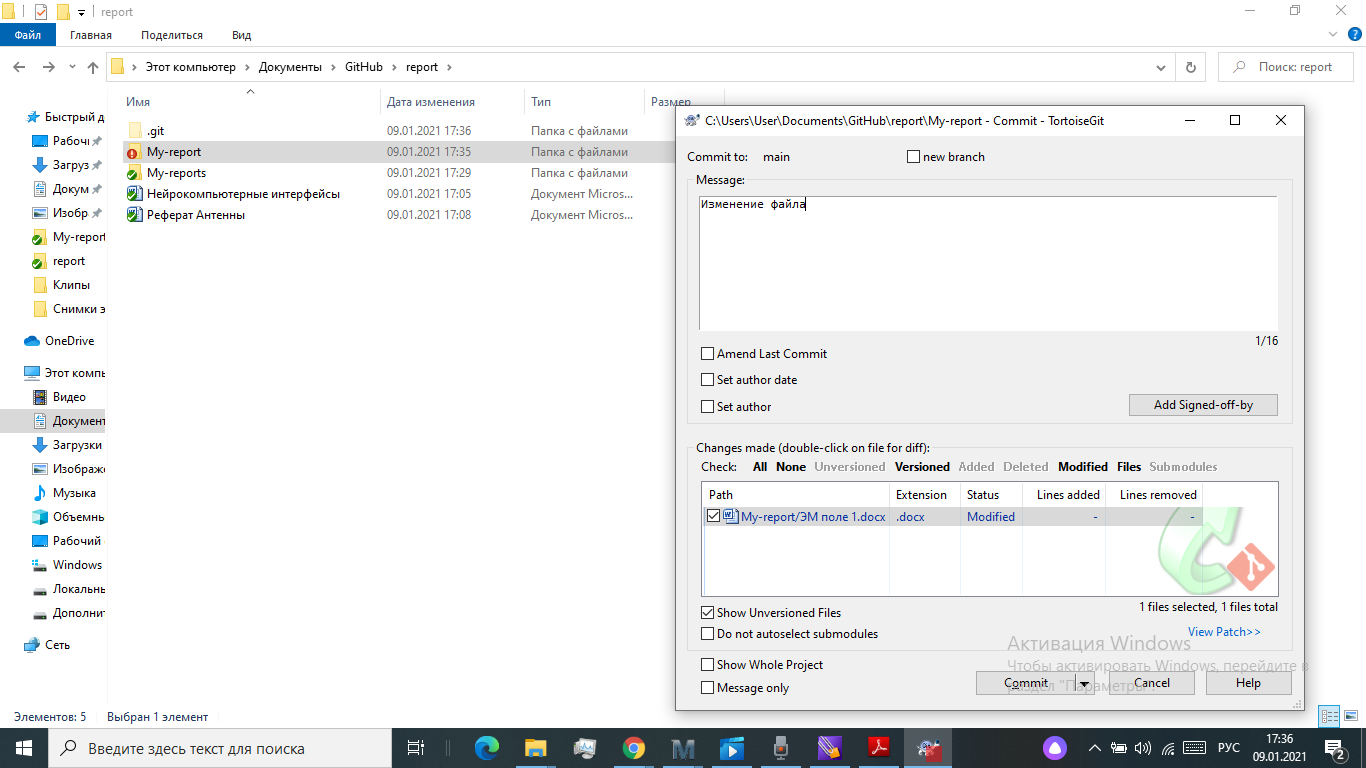 report
Файл Главная Поделиться Вид
Этот компьютер Документы GitHub report
Поиск: report
Имя Дата изменения Тип Размер
.git 09.01.2021 17:36 Папка с файлами
My-report 09.01.2021 17:35 Папка с файлами
My-reports 09.01.2021 17:29 Папка с файлами
Нейрокомпьютерные интерфейсы 09.01.2021 17:05 Документ Micros...
Реферат Антенны 09.01.2021 17:08 Документ Micros...
Быстрый д
Рабоч
Загруз
Докум
Изобр
My-report
report
Клипы
Снимки э
OneDrive
Этот комп
Видео
Документ
Загрузки
Изображе
Музыка
Объемнь
Рабочий
Windows
Локальнь
Дополнит
Сеть
Элементов: 5 Выбран 1 элемент
C:\Users\User\Documents\GitHub\report\My-report - Commit - TortoiseGit
Commit to: main new branch
Message:
Изменение файла
1/16
Amend Last Commit
Set author date
Set author
Add Signed-off-by
Changes made (double-click on file for diff):
Check: All None Unversioned Versioned Added Deleted Modified Files Submodules
Path Extension Status Lines added Lines removed
My-report/ЭМ поле 1.docx .docx Modified - -
1 files selected, 1 files total
Show Unversioned Files
Do not autoselect submodules
View Patch>>
Show Whole Project
Message only
Commit Cancel Help
Активация Windows
Чтобы активировать Windows, перейдите в
раздел "Параметры".
Введите здесь текст для поиска
РУС
17:36
09.01.2021
2